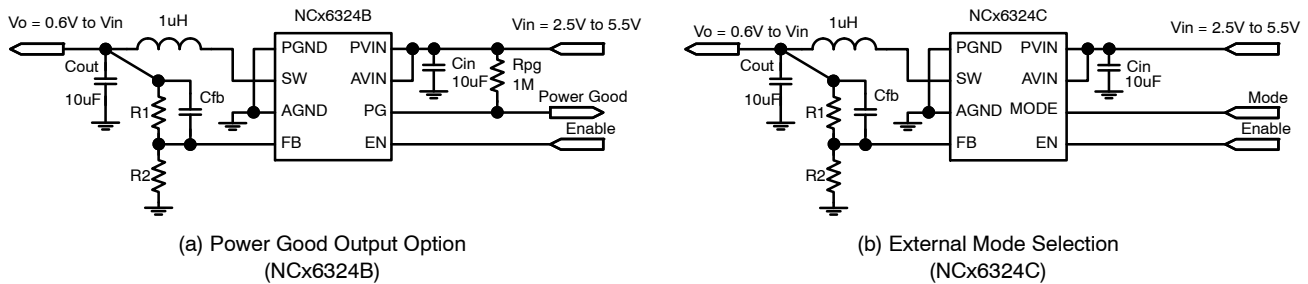 NCx6324B
Vo = 0.6V to Vin
1uH
Vin = 2.5V to 5.5V
PGND
PVIN
Cout
10uF
SW
AVIN
Cin
10uF
Rpg
1M
Cfb
R1
AGND
PG
Power Good
Enable
FB
EN
R2
(a) Power Good Output Option
(NCx6324B)
NCx6324C
Vo = 0.6V to Vin
1uH
Vin = 2.5V to 5.5V
PGND
PVIN
Cout
10uF
SW
AVIN
Cin
10uF
Cfb
R1
AGND
MODE
Mode
Enable
FB
EN
R2
(b) External Mode Selection
(NCx6324C)